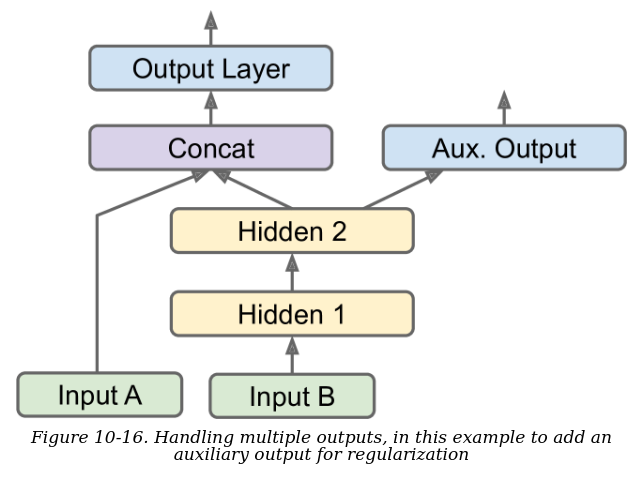 Output Layer
Concat
Aux. Output
Hidden 2
Hidden 1
Input A
Input B
Figure 10-16. Handling multiple outputs, in this example to add an
auxiliary output for regularization